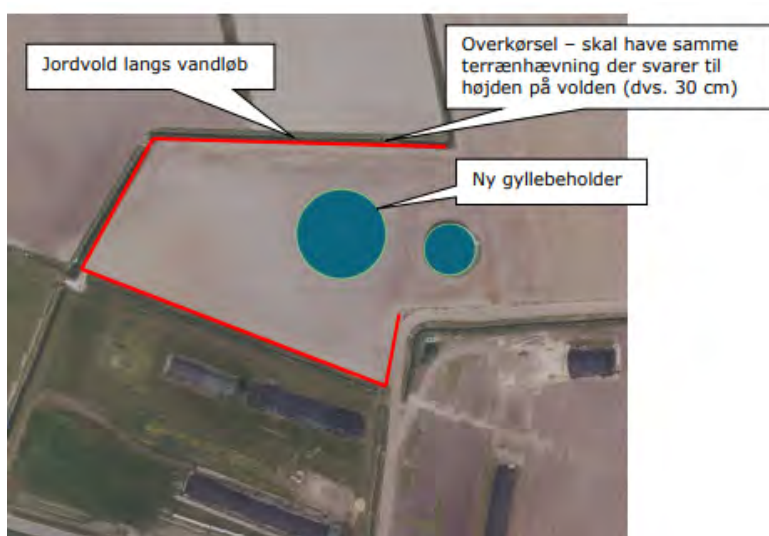 Jordvold langs vandløb
Overkørsel – skal have samme
terrænhævning der svarer til
højden på volden (dvs. 30 cm)
Ny gyllebeholder